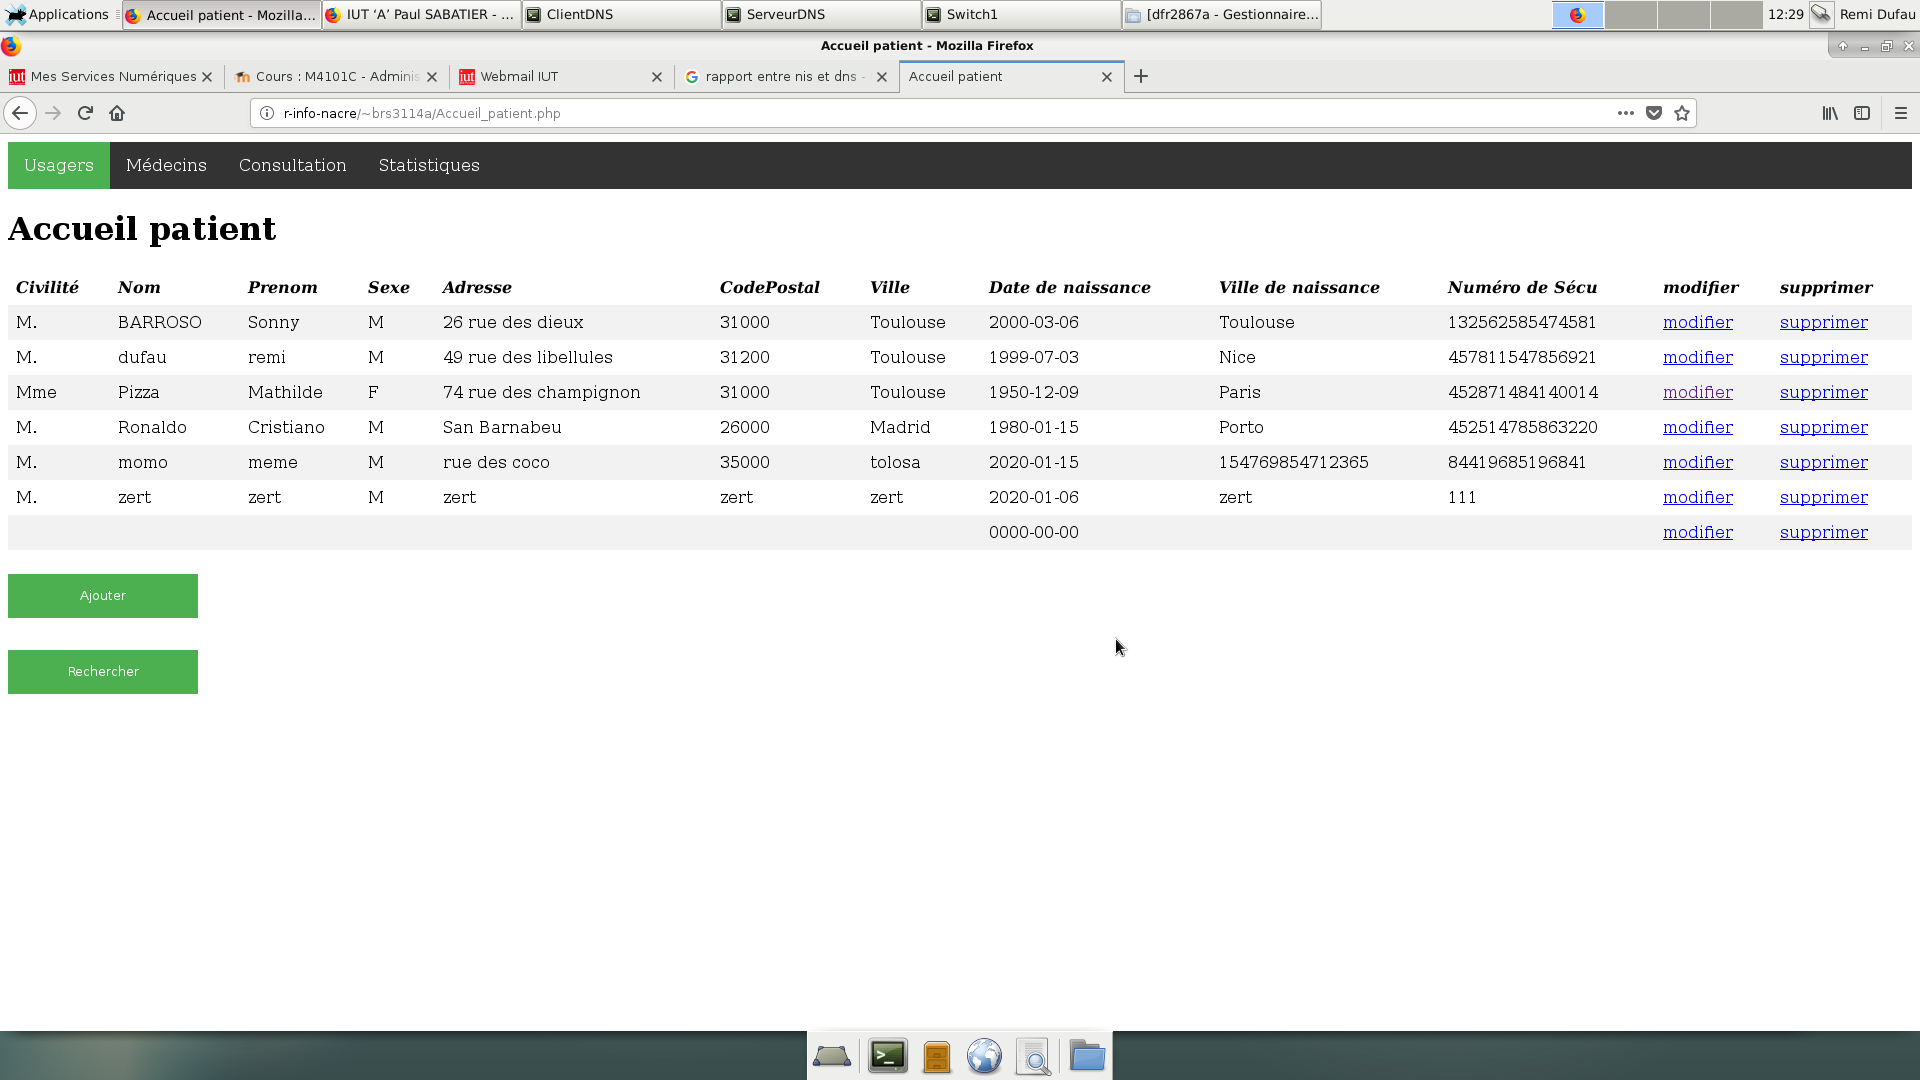 Applications Accueil patient - Mozilla... IUT ‘A’ Paul SABATIER - ... ClientDNS ServeurDNS Switch1 [dfr2867a - Gestionnaire... 12:29 Remi Dufau
Accueil patient - Mozilla Firefox
iut Mes Services Numériques Cours : M4101C - Adminis iut Webmail IUT rapport entre nis et dns - Accueil patient
r-info-nacre/~brs3114a/Accueil_patient.php
Usagers Médecins Consultation Statistiques
Accueil patient
Civilité Nom Prenom Sexe Adresse CodePostal Ville Date de naissance Ville de naissance Numéro de Sécu modifier supprimer
M. BARROSO Sonny M 26 rue des dieux 31000 Toulouse 2000-03-06 Toulouse 132562585474581 modifier supprimer
M. dufau remi M 49 rue des libellules 31200 Toulouse 1999-07-03 Nice 457811547856921 modifier supprimer
Mme Pizza Mathilde F 74 rue des champignon 31000 Toulouse 1950-12-09 Paris 452871484140014 modifier supprimer
M. Ronaldo Cristiano M San Barnabeu 26000 Madrid 1980-01-15 Porto 452514785863220 modifier supprimer
M. momo meme M rue des coco 35000 tolosa 2020-01-15 154769854712365 84419685196841 modifier supprimer
M. zert zert M zert zert zert 2020-01-06 zert 111 modifier supprimer
0000-00-00 modifier supprimer
Ajouter
Rechercher